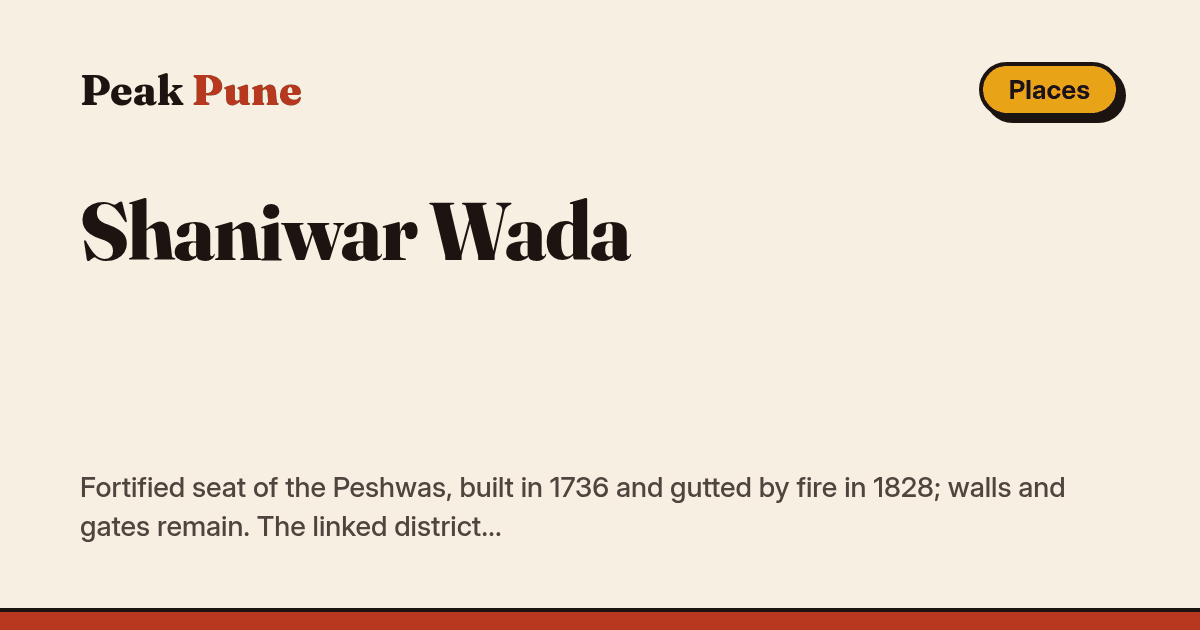 Peak Pune
Places
Shaniwar Wada
Fortified seat of the Peshwas, built in 1736 and gutted by fire in 1828; walls and
gates remain. The linked district...